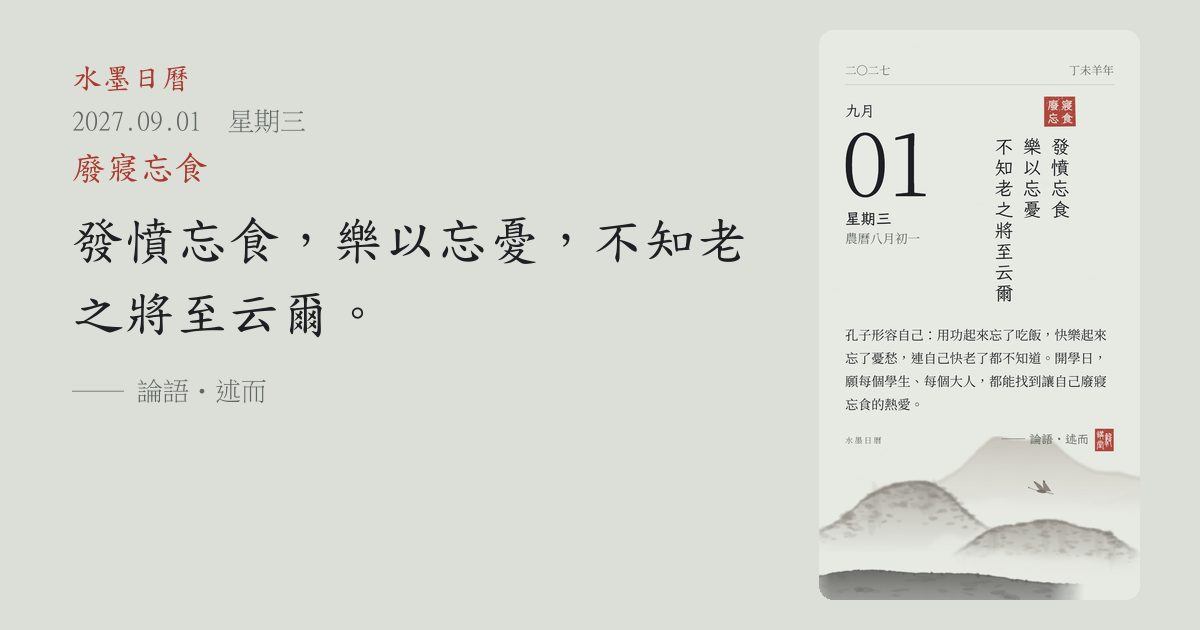 水墨日曆
2027.09.01 星期三
廢寢忘食
發憤忘食，樂以忘憂，不知老
之將至云爾。
—— 論語・述而
二〇二七
丁未羊年
九月
01
星期三
農曆八月初一
廢寢忘食
發憤忘食
樂以忘憂
不知老之將至云爾
孔子形容自己：用功起來忘了吃飯，快樂起來
忘了憂愁，連自己快老了都不知道。開學日，
願每個學生、每個大人，都能找到讓自己廢寢
忘食的熱愛。
水墨日曆
—— 論語・述而